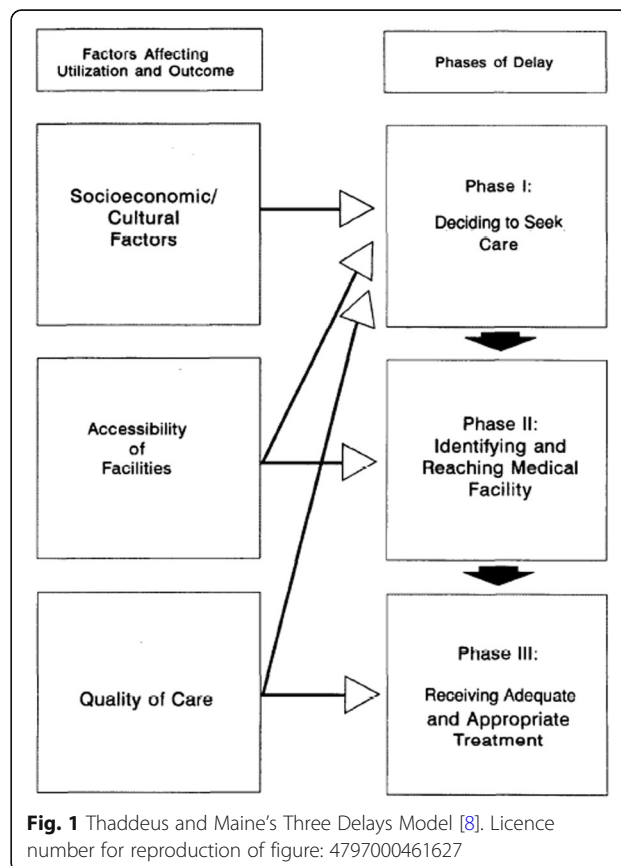 Factors Affecting
Utilization and Outcome
Phases of Delay
Socioeconomic/
Cultural
Factors
Phase I:
Deciding to Seek
Care
Accessibility
of
Facilities
Phase II:
Identifying and
Reaching Medical
Facility
Quality of Care
Phase III:
Receiving Adequate
and Appropriate
Treatment
Fig. 1 Thaddeus and Maine's Three Delays Model [8]. Licence
number for reproduction of figure: 4797000461627